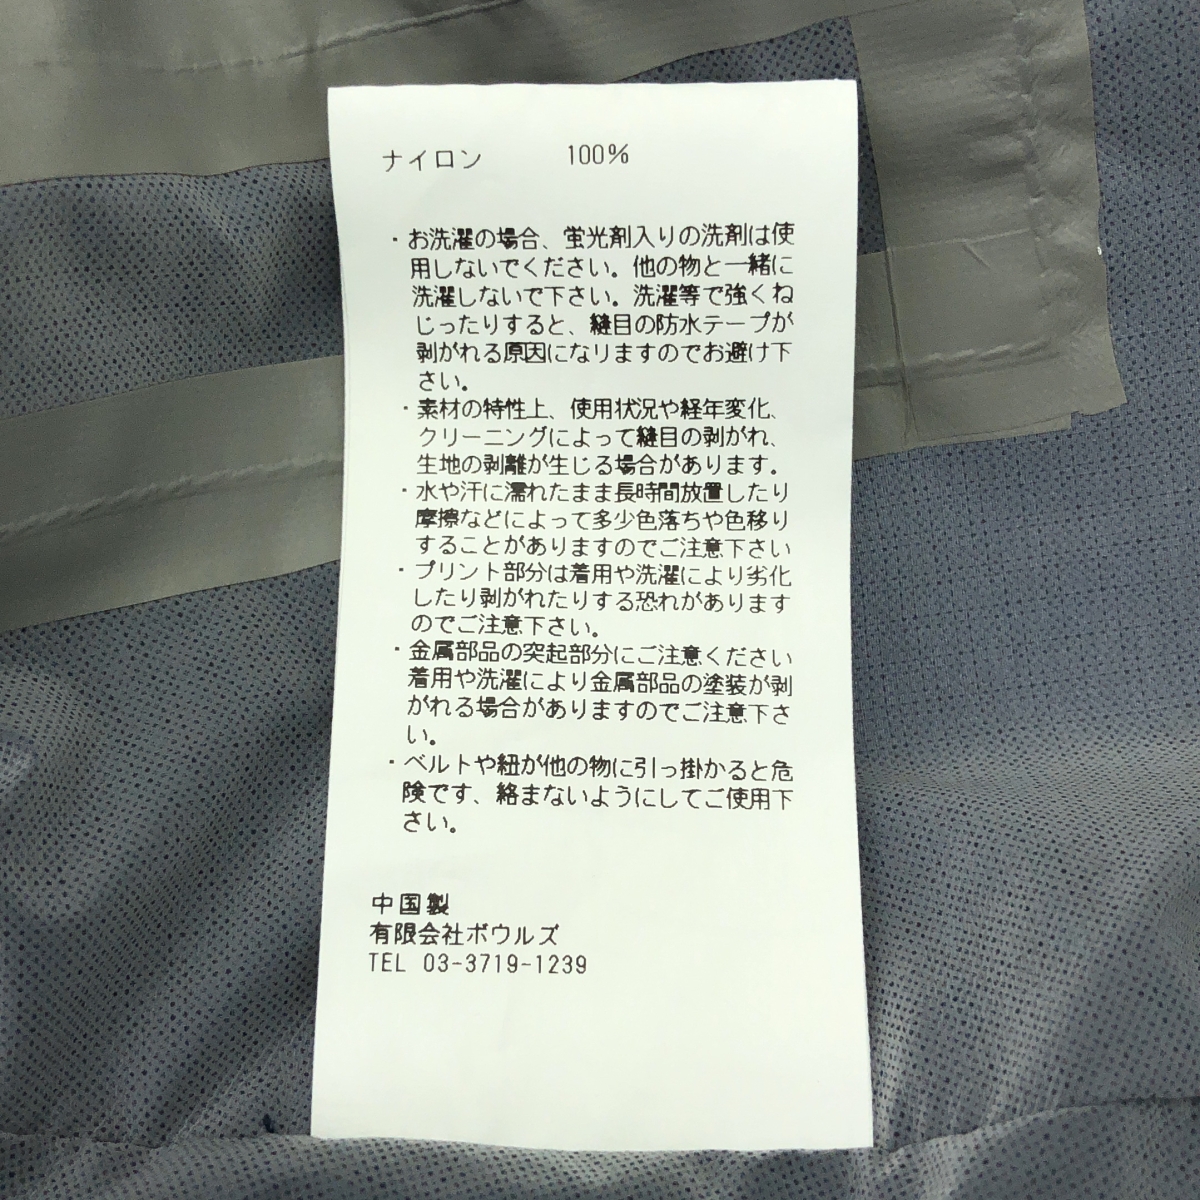 ナイロン 100%
・お洗濯の場合、蛍光剤入りの洗剤は使
用しないでください。他の物と一緒に
洗濯しないで下さい。洗濯等で強くね
じったりすると、縫目の防水テープが
剥がれる原因になりますのでお避け下
さい。
・素材の特性上、使用状況や経年変化、
クリーニングによって縫目の剥がれ、
生地の剥離が生じる場合があります。
・水や汗に濡れたまま長時間放置したり
摩擦などによって多少色落ちや色移り
することがありますのでご注意下さい
・プリント部分は着用や洗濯により劣化
したり剥がれたりする恐れがあります
のでご注意下さい。
・金属部品の突起部分にご注意ください
着用や洗濯により金属部品の塗装が剥
がれる場合がありますのでご注意下さ
い。
・ベルトや紐が他の物に引っ掛かると危
険です、絡まないようにしてご使用下
さい。
中国製
有限会社ボウルズ
TEL 03-3719-1239